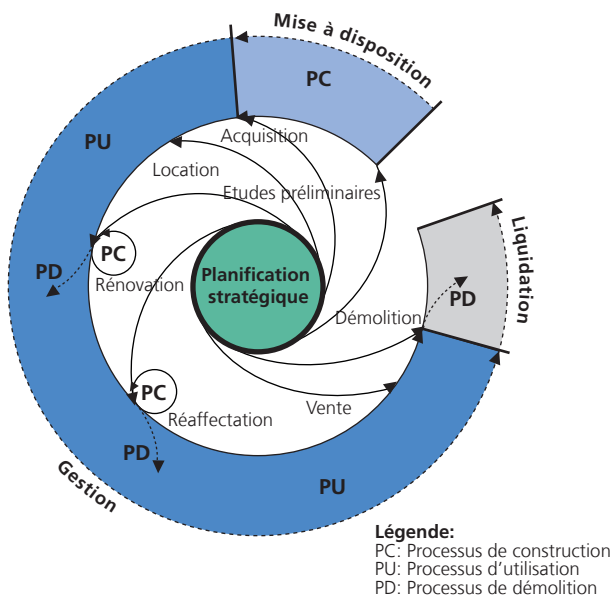 Mise à disposition
PC
PU
Acquisition
Location
Etudes préliminaires
PC
PD
Rénovation
Planification
stratégique
Liquidation
PD
Démolition
PC
Réaffectation
Vente
PD
Gestion
PU
Légende:
PC: Processus de construction
PU: Processus d'utilisation
PD: Processus de démolition